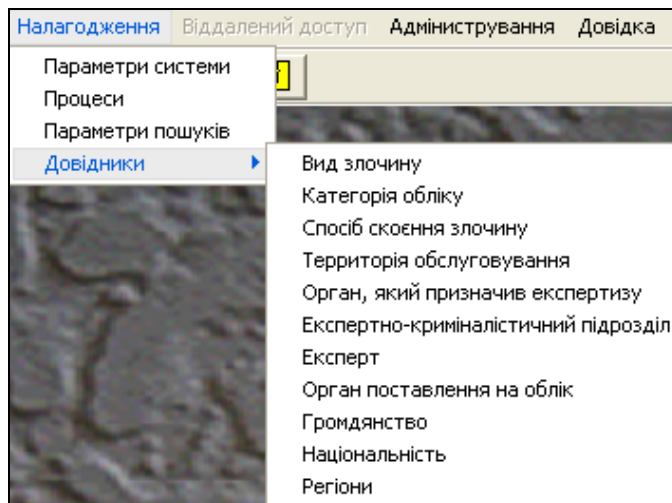 Налагодження Віддалений доступ Адміністрування Довідка
Параметри системи
Процеси
Параметри пошуків
Довідники
Вид злочину
Категорія обліку
Спосіб скоєння злочину
Территорія обслуговування
Орган, який призначив експертизу
Експертно-криміналістичний підрозділ
Експерт
Орган поставлення на облік
Громдянство
Національність
Регіони